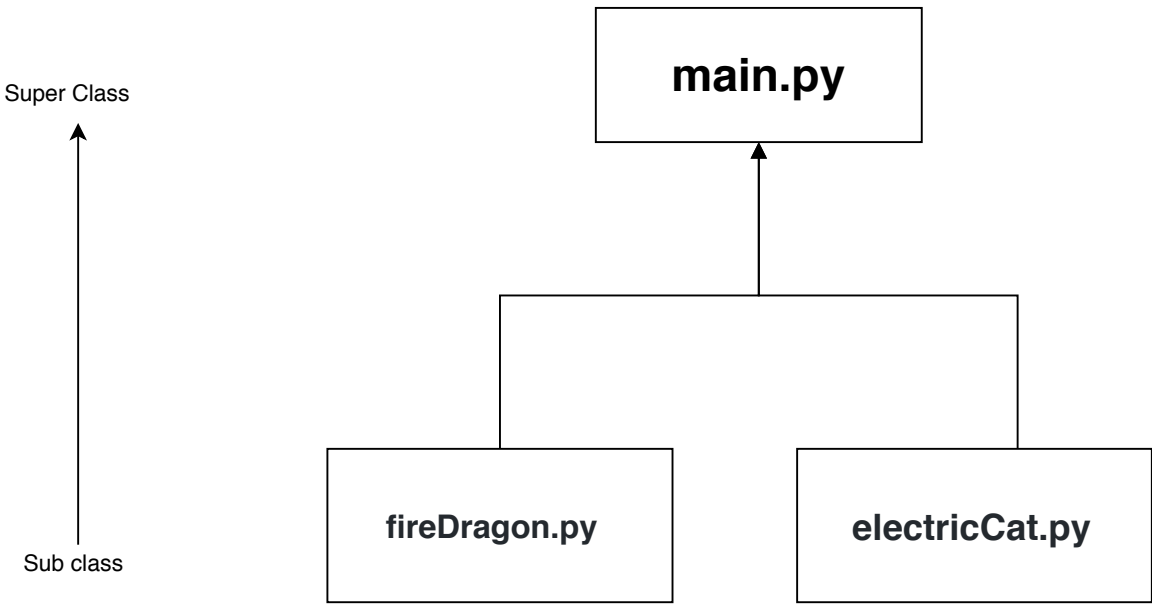 main.py
Super Class
fireDragon.py
electricCat.py
Sub class